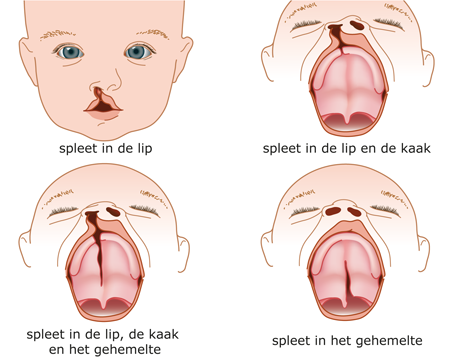 spleet in de lip
spleet in de lip en de kaak
spleet in de lip, de kaak
en het gehemelte
spleet in het gehemelte